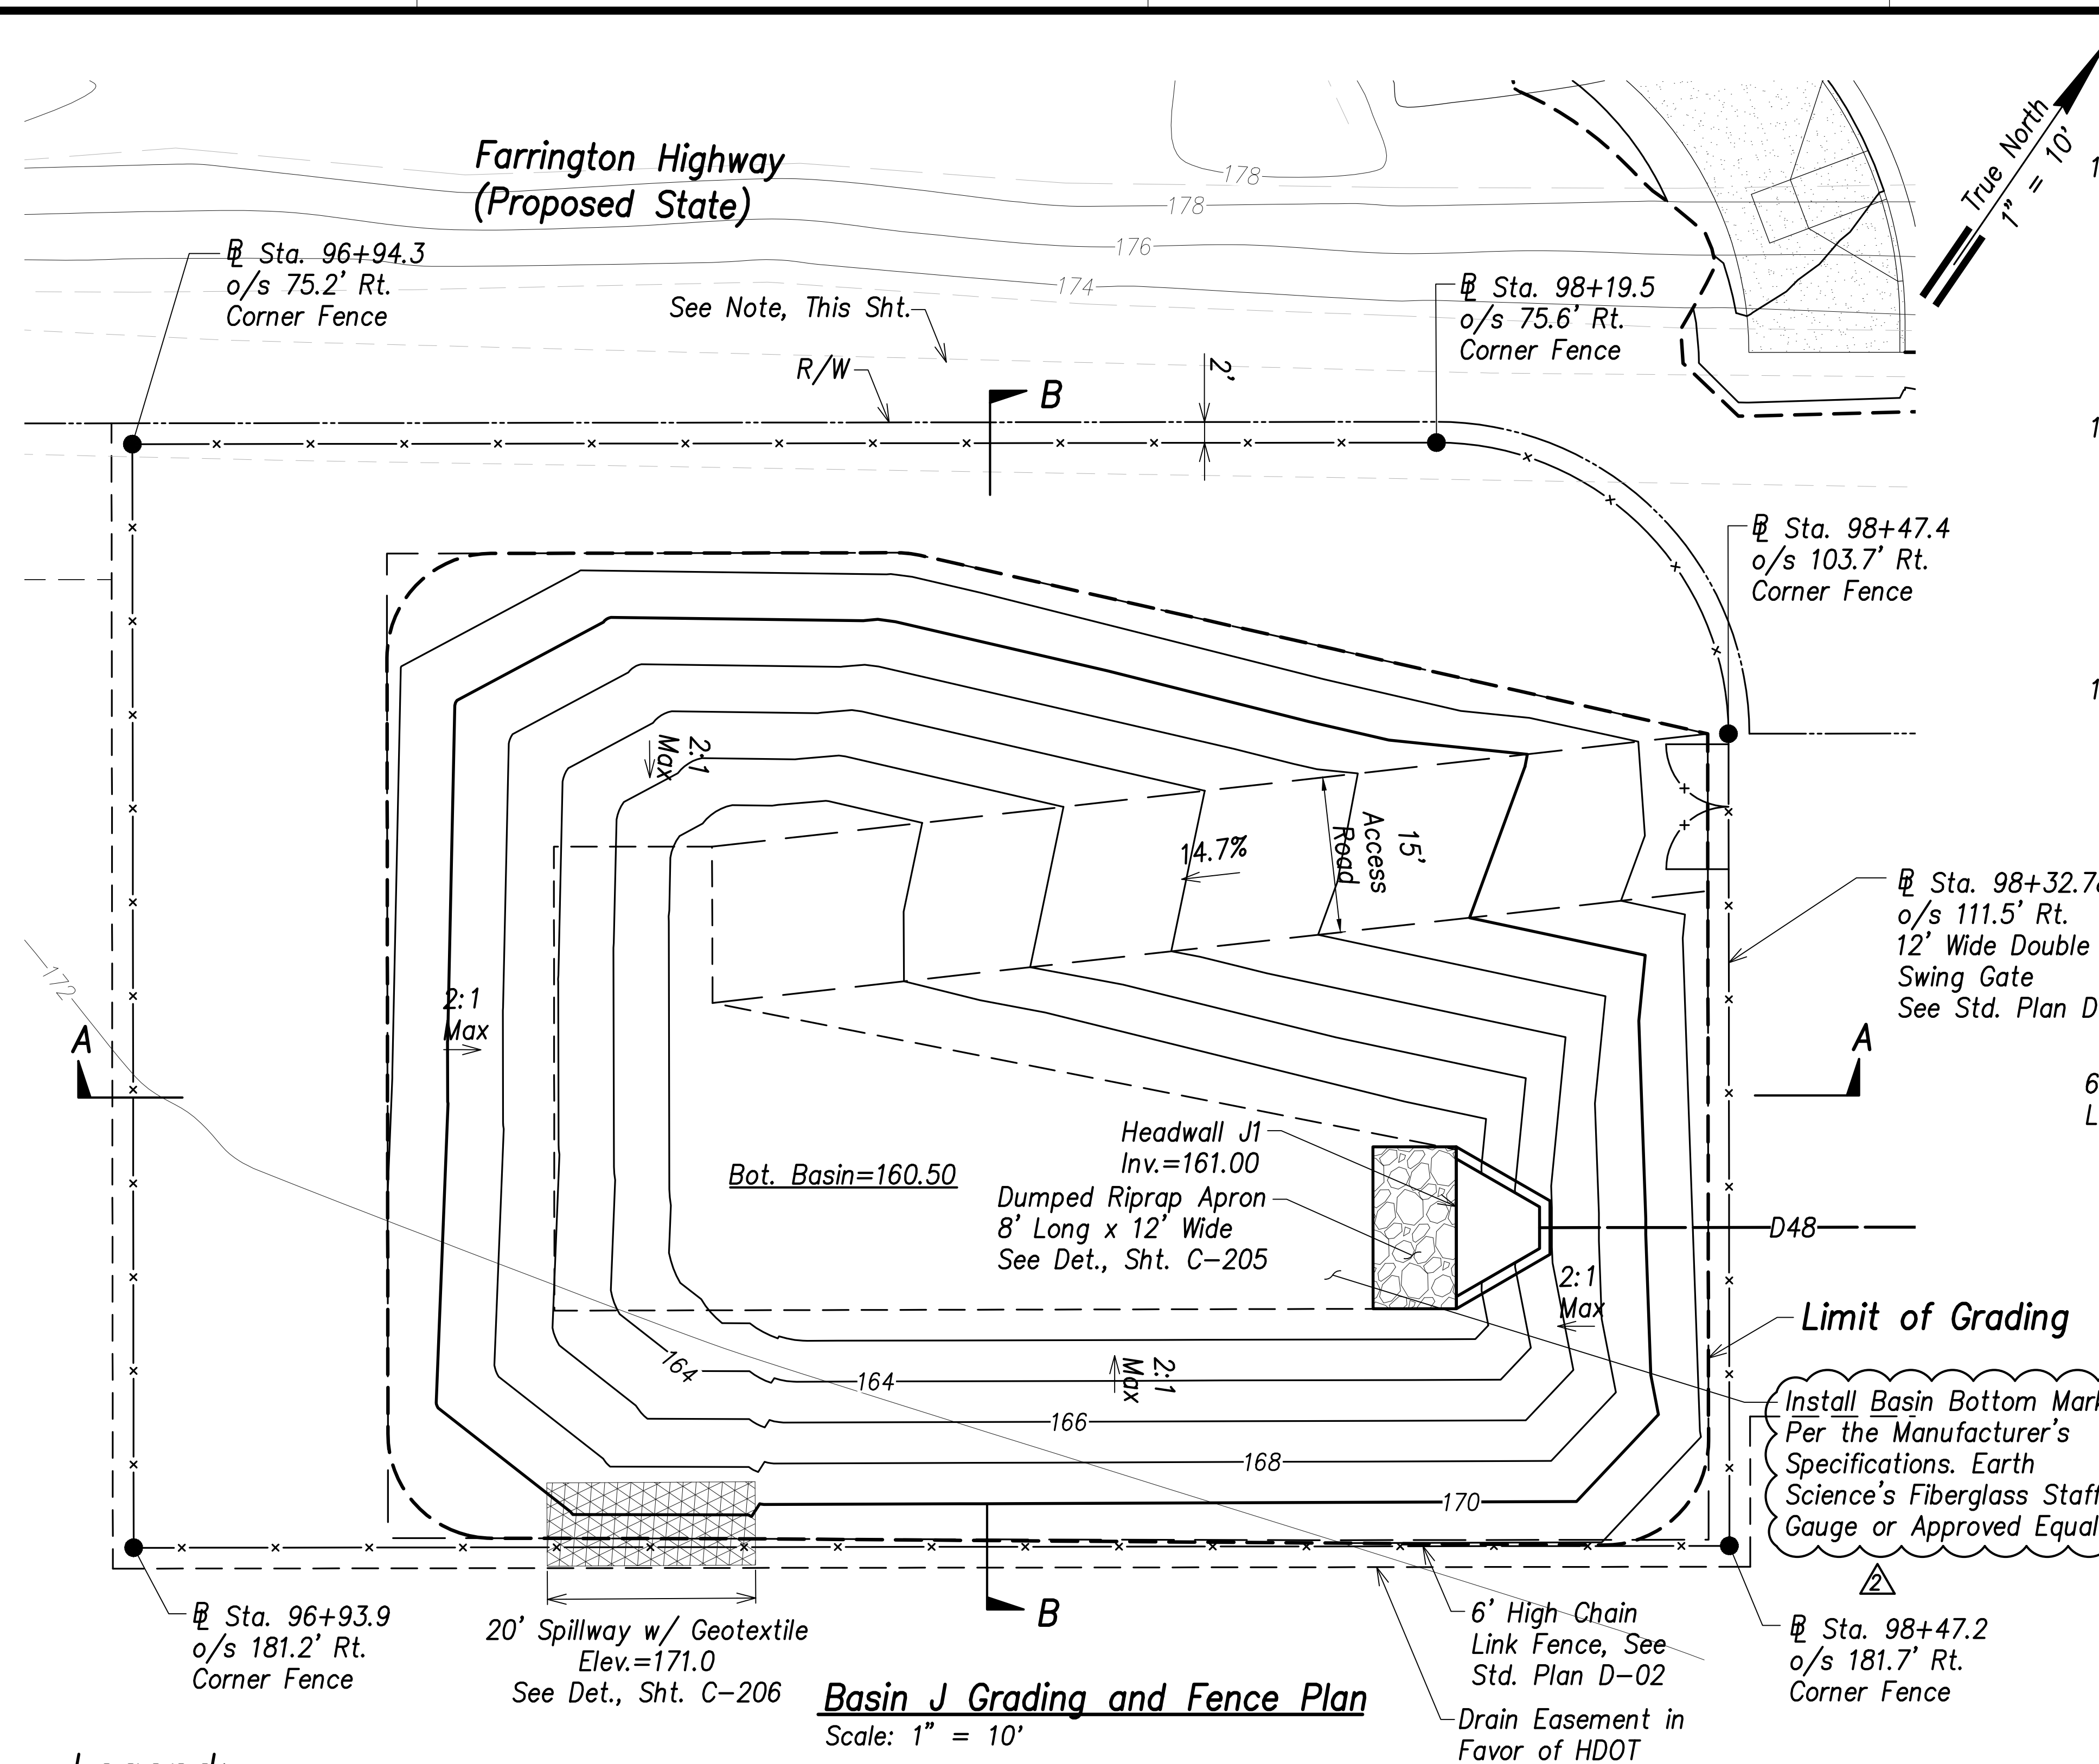 Farrington Highway
(Proposed State)
True North
1" = 10'
178
178
176
174
BL Sta. 96+94.3
o/s 75.2' Rt.
Corner Fence
See Note, This Sht.
R/W
2'
B
BL Sta. 98+19.5
o/s 75.6' Rt.
Corner Fence
BL Sta. 98+47.4
o/s 103.7' Rt.
Corner Fence
2:1
Max
14.7%
15'
Access
Road
BL Sta. 98+32.7
o/s 111.5' Rt.
12' Wide Double
Swing Gate
See Std. Plan D
172
2:1
Max
A
A
Headwall J1
Inv.=161.00
Bot. Basin=160.50
Dumped Riprap Apron
8' Long x 12' Wide
See Det., Sht. C-205
D48
2:1
Max
Limit of Grading
164
164
2:1
Max
166
168
170
Install Basin Bottom Mark
Per the Manufacturer's
Specifications. Earth
Science's Fiberglass Staff
Gauge or Approved Equal
2
BL Sta. 96+93.9
o/s 181.2' Rt.
Corner Fence
20' Spillway w/ Geotextile
Elev.=171.0
See Det., Sht. C-206
B
6' High Chain
Link Fence, See
Std. Plan D-02
BL Sta. 98+47.2
o/s 181.7' Rt.
Corner Fence
Basin J Grading and Fence Plan
Scale: 1" = 10'
Drain Easement in
Favor of HDOT